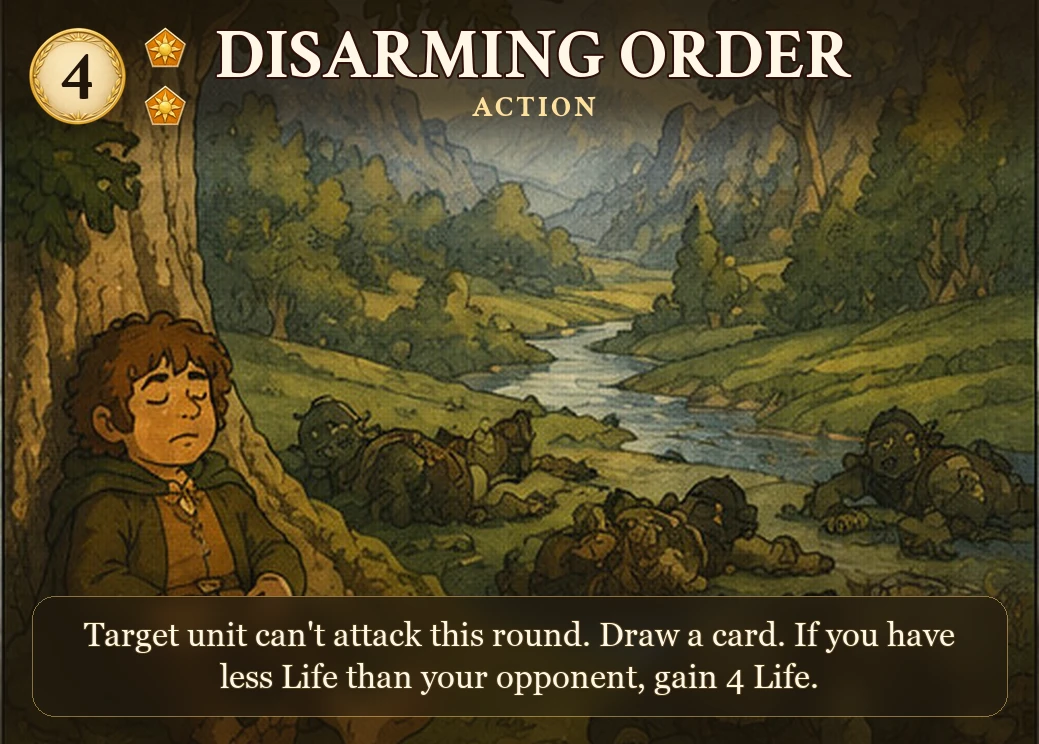 4
DISARMING ORDER
ACTION
Target unit can't attack this round. Draw a card. If you have
less Life than your opponent, gain 4 Life.